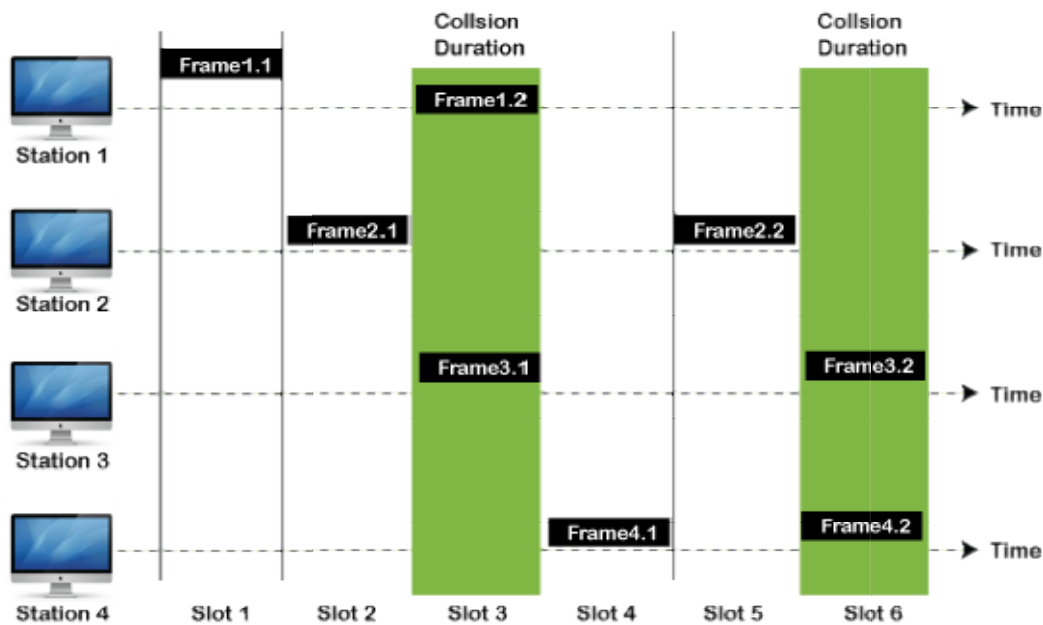 Collsion
Duration
Collsion
Duration
Frame1.1
Frame1.2
Time
Station 1
Frame2.1
Frame2.2
Time
Station 2
Frame3.1
Frame3.2
Time
Station 3
Frame4.1
Frame4.2
Time
Station 4
Slot 1
Slot 2
Slot 3
Slot 4
Slot 5
Slot 6